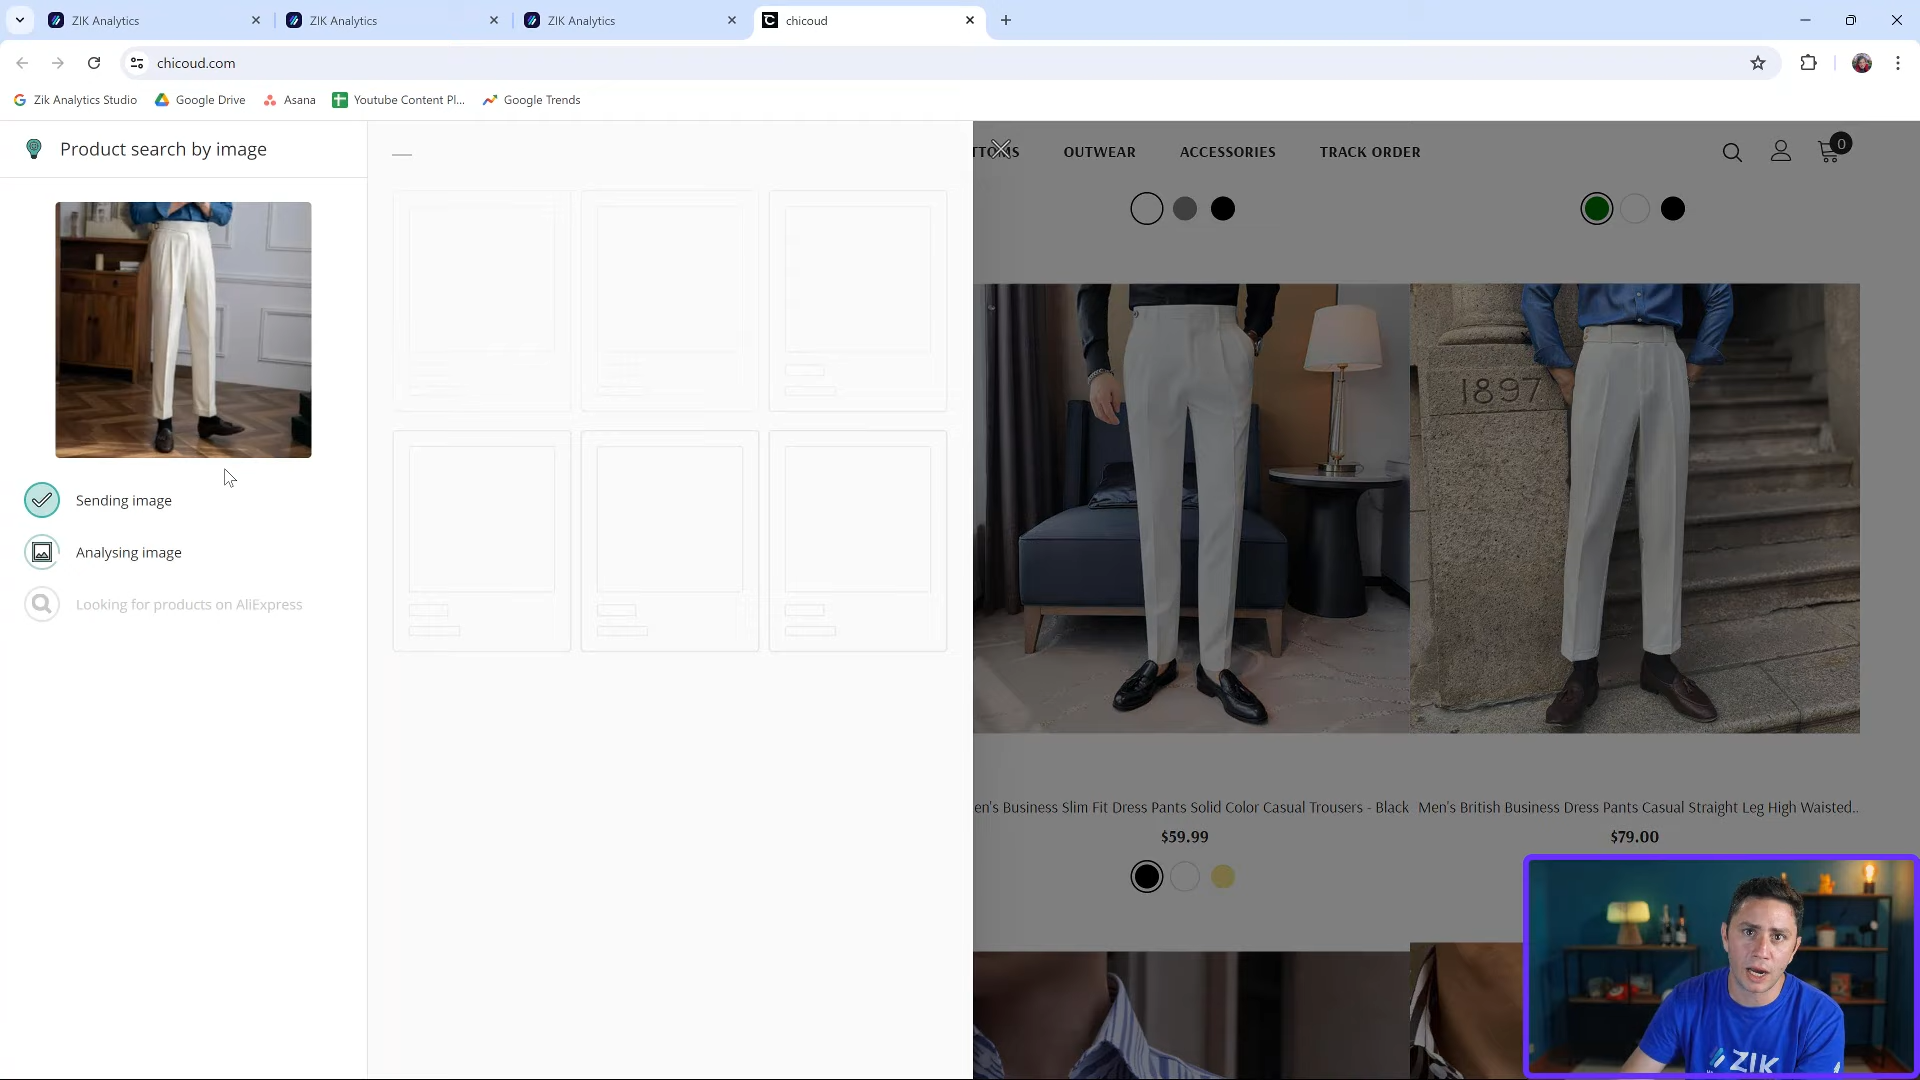 ZIK Analytics
ZIK Analytics
ZIK Analytics
chicoud
chicoud.com
Zik Analytics Studio
Google Drive
Asana
Youtube Content Pl...
Google Trends
Product search by image
TTOMS
OUTWEAR
ACCESSORIES
TRACK ORDER
0
1897
Sending image
Analysing image
Looking for products on AliExpress
en's Business Slim Fit Dress Pants Solid Color Casual Trousers - Black
$59.99
Men's British Business Dress Pants Casual Straight Leg High Waisted..
$79.00
ZIK